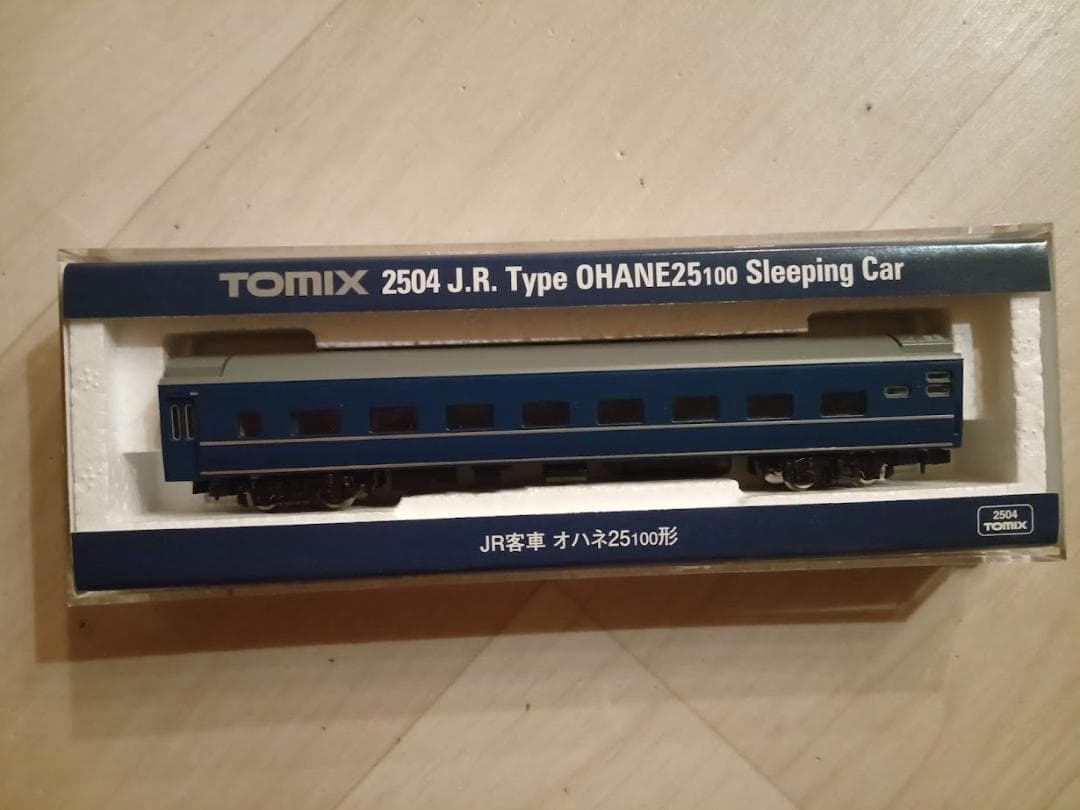 TOMIX 2504 J.R. Type OHANE25100 Sleeping Car
JR客車 オハネ25100形
2504
TOMIX